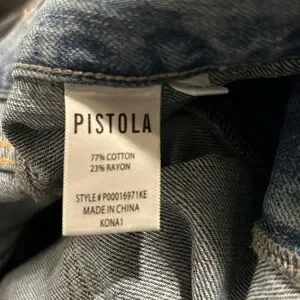 PISTOLA
77% COTTON
23% RAYON
STYLE # P00016971KE
MADE IN CHINA
KONA1